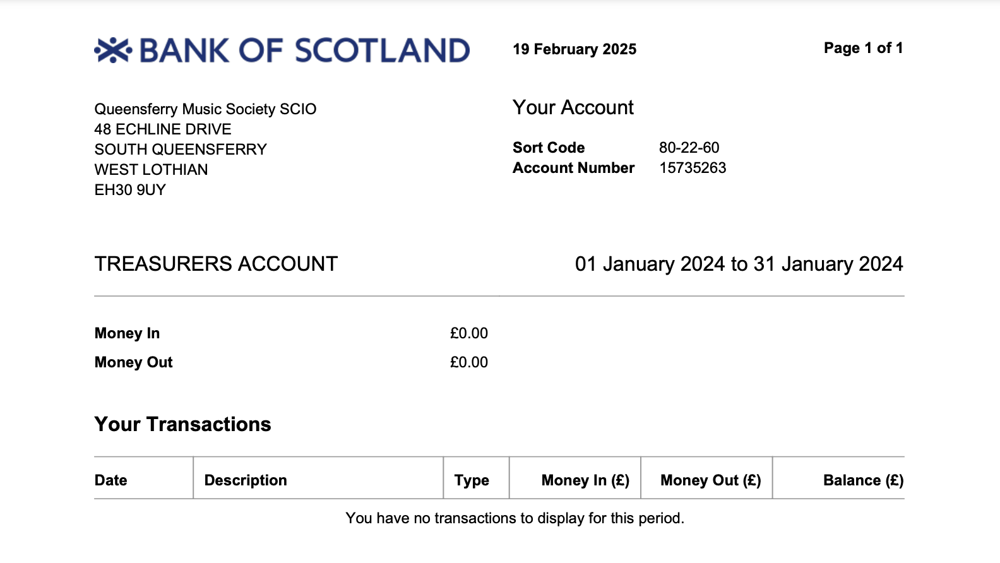 BANK OF SCOTLAND
19 February 2025
Page 1 of 1
Queensferry Music Society SCIO
48 ECHLINE DRIVE
SOUTH QUEENSFERRY
WEST LOTHIAN
EH30 9UY
Your Account
Sort Code 80-22-60
Account Number 15735263
TREASURERS ACCOUNT
01 January 2024 to 31 January 2024
Money In £0.00
Money Out £0.00
Your Transactions
Date Description Type Money In (£) Money Out (£) Balance (£)
You have no transactions to display for this period.